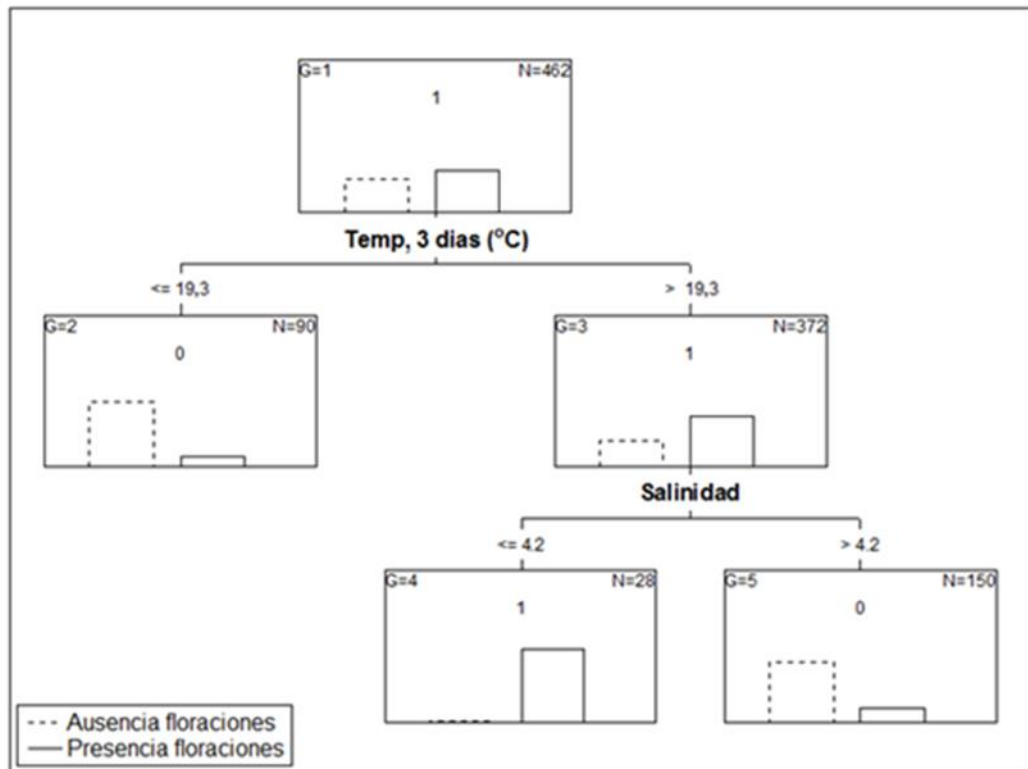 G=1 N=462
1
Temp, 3 dias (°C)
<= 19,3 > 19,3
G=2 N=90
0
G=3 N=372
1
Salinidad
<= 4.2 > 4.2
G=4 N=28
1
G=5 N=150
0
Ausencia floraciones
Presencia floraciones